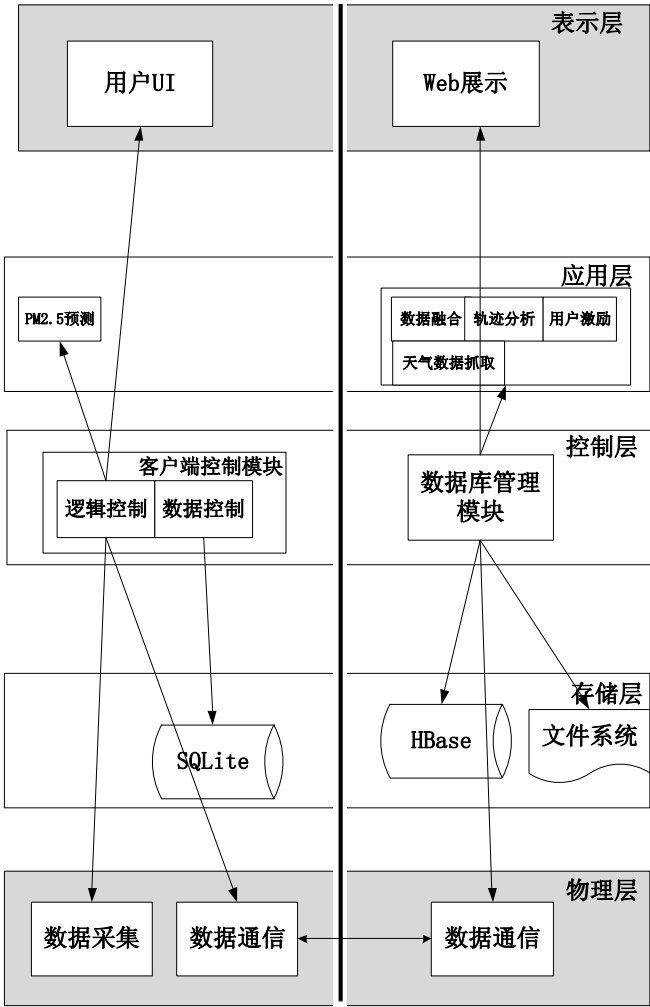 表示层
用户UI
Web展示
应用层
PM2.5预测
数据融合
轨迹分析
用户激励
天气数据抓取
控制层
客户端控制模块
逻辑控制
数据控制
数据库管理
模块
存储层
SQLite
HBase
文件系统
物理层
数据采集
数据通信
数据通信